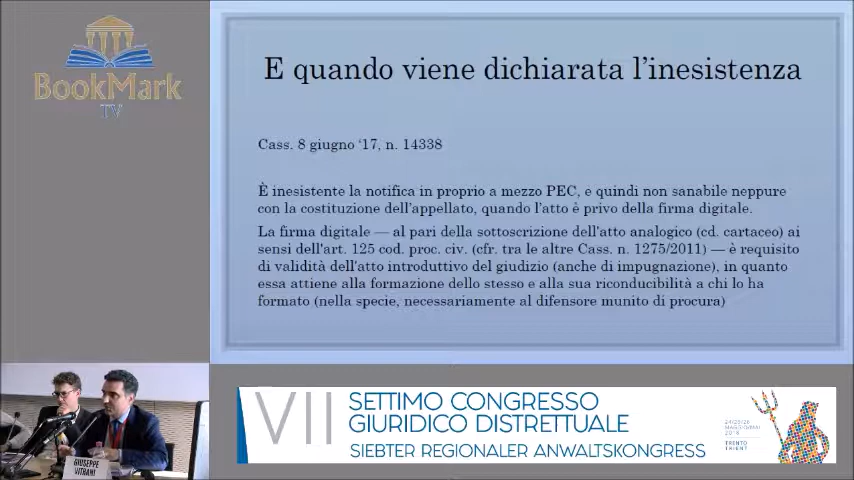 BookMark
TV
E quando viene dichiarata l'inesistenza
Cass. 8 giugno '17, n. 14338
È inesistente la notifica in proprio a mezzo PEC, e quindi non sanabile neppure
con la costituzione dell'appellato, quando l'atto è privo della firma digitale.
La firma digitale — al pari della sottoscrizione dell'atto analogico (cd. cartaceo) ai
sensi dell'art. 125 cod. proc. civ. (cfr. tra le altre Cass. n. 1275/2011) — è requisito
di validità dell'atto introduttivo del giudizio (anche di impugnazione), in quanto
essa attiene alla formazione dello stesso e alla sua riconducibilità a chi lo ha
formato (nella specie, necessariamente al difensore munito di procura)
GIUSEPPE
VITRANI
VII
SETTIMO CONGRESSO
GIURIDICO DISTRETTUALE
SIEBTER REGIONALER ANWALTSKONGRESS
TRENTO
TRIENT